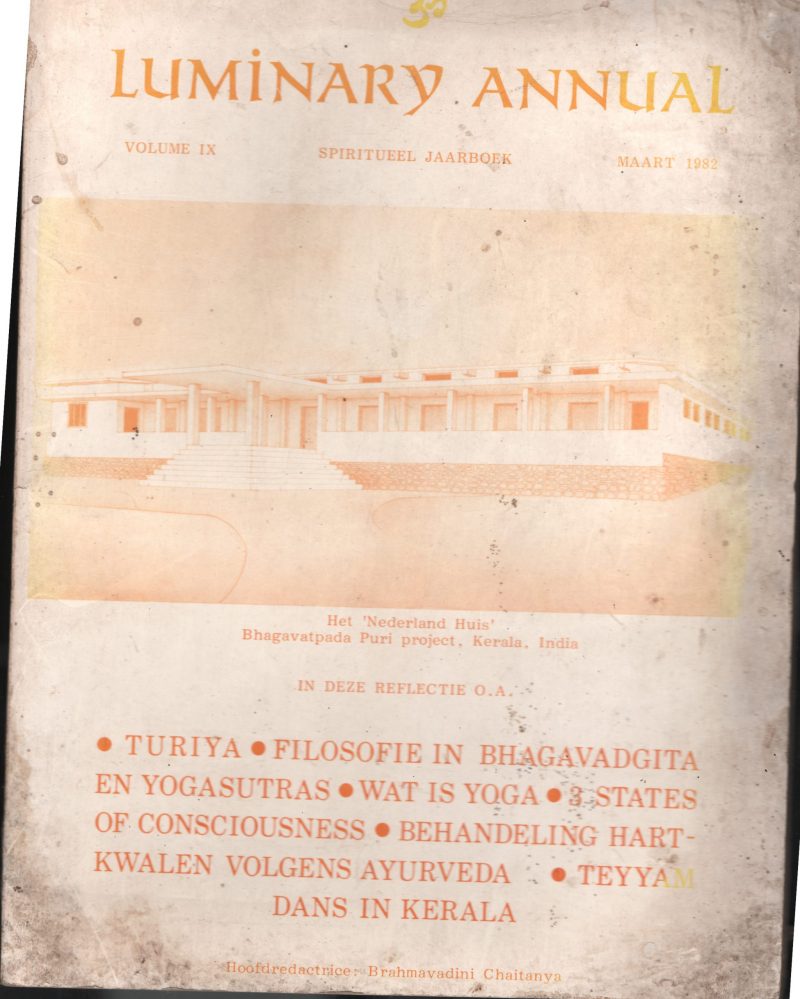 ॐ
LUMINARY ANNUAL
VOLUME IX SPIRITUEEL JAARBOEK MAART 1982
Het 'Nederland Huis'
Bhagavatpada Puri project, Kerala, India
IN DEZE REFLECTIE O.A.
● TURIYA ● FILOSOFIE IN BHAGAVADGITA
EN YOGASUTRAS ● WAT IS YOGA ● 3 STATES
OF CONSCIOUSNESS ● BEHANDELING HART-
KWALEN VOLGENS AYURVEDA ● TEYYAM
DANS IN KERALA
Hoofdredactrice: Brahmavadini Chaitanya